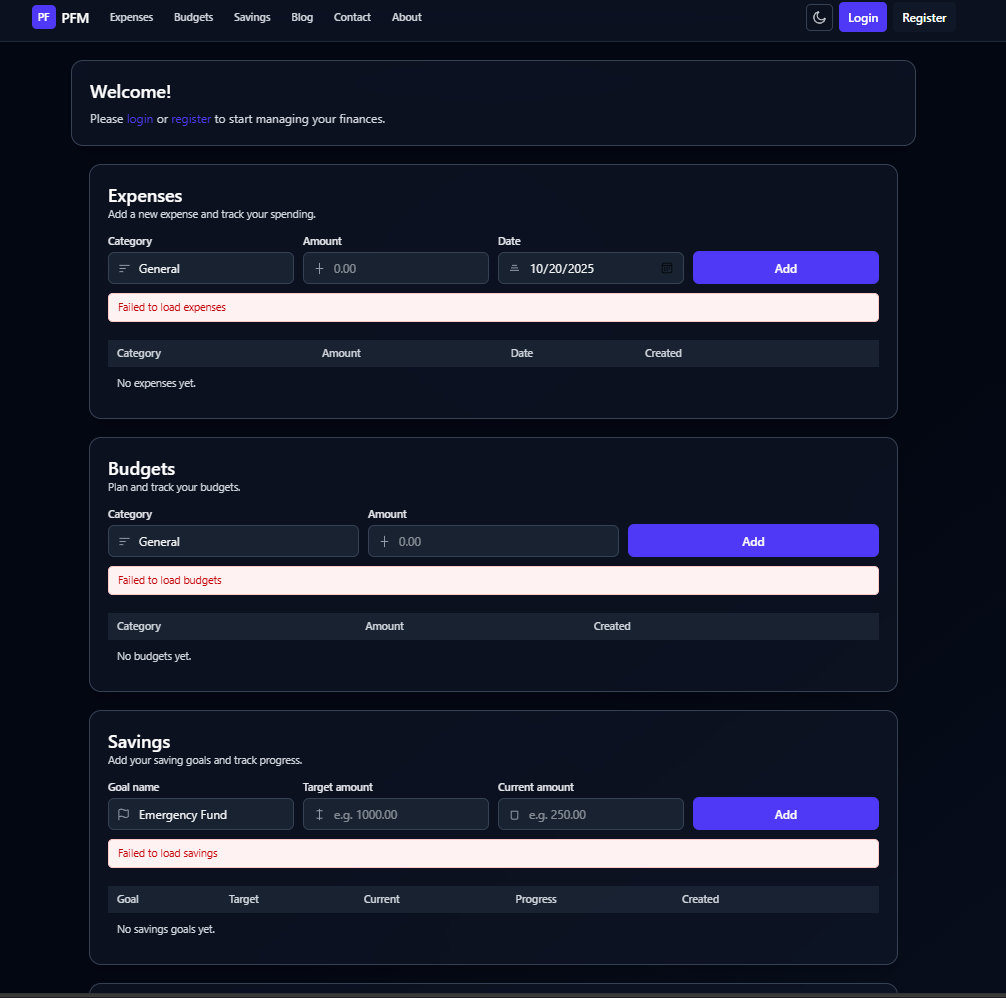 PF PFM Expenses Budgets Savings Blog Contact About Login Register
Welcome!
Please login or register to start managing your finances.
Expenses
Add a new expense and track your spending.
Category Amount Date
General 0.00 10/20/2025 Add
Failed to load expenses
Category Amount Date Created
No expenses yet.
Budgets
Plan and track your budgets.
Category Amount
General 0.00 Add
Failed to load budgets
Category Amount Created
No budgets yet.
Savings
Add your saving goals and track progress.
Goal name Target amount Current amount
Emergency Fund e.g. 1000.00 e.g. 250.00 Add
Failed to load savings
Goal Target Current Progress Created
No savings goals yet.